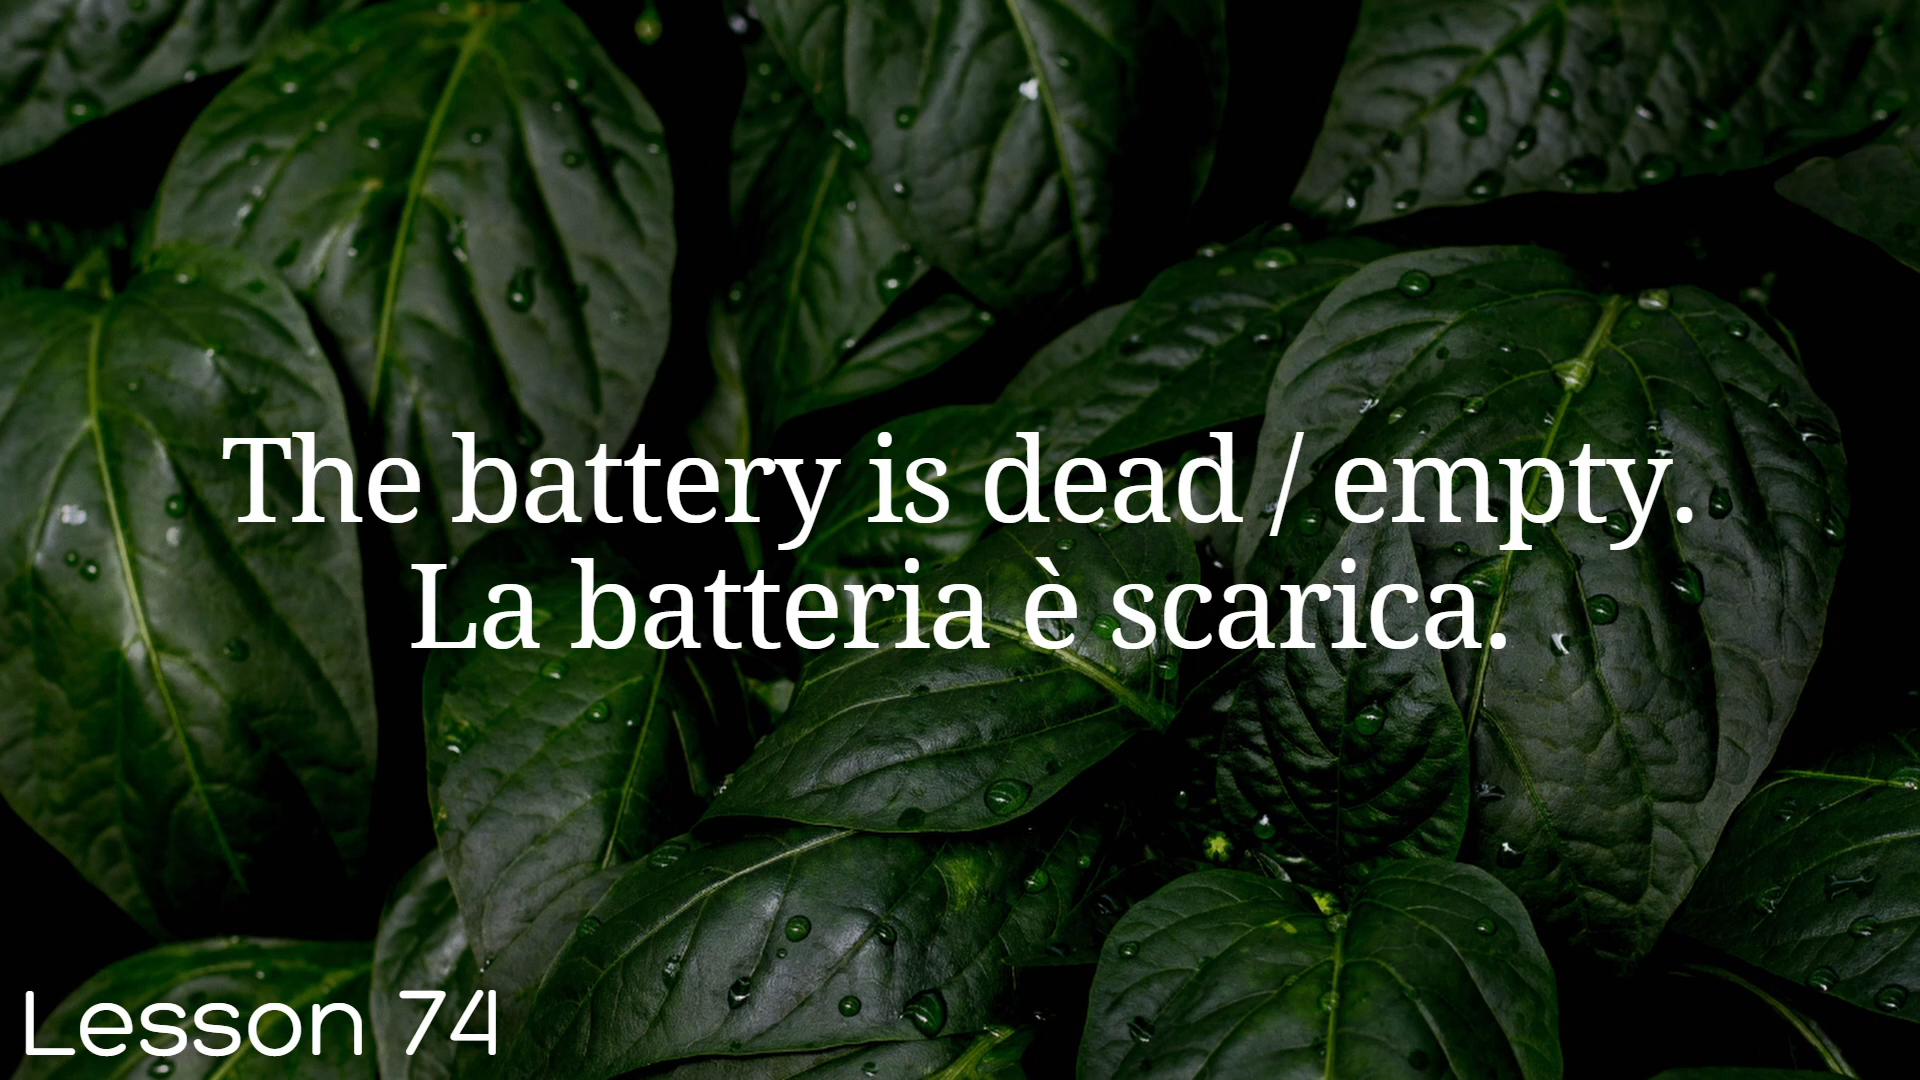 The battery is dead / empty.
La batteria è scarica.
Lesson 74